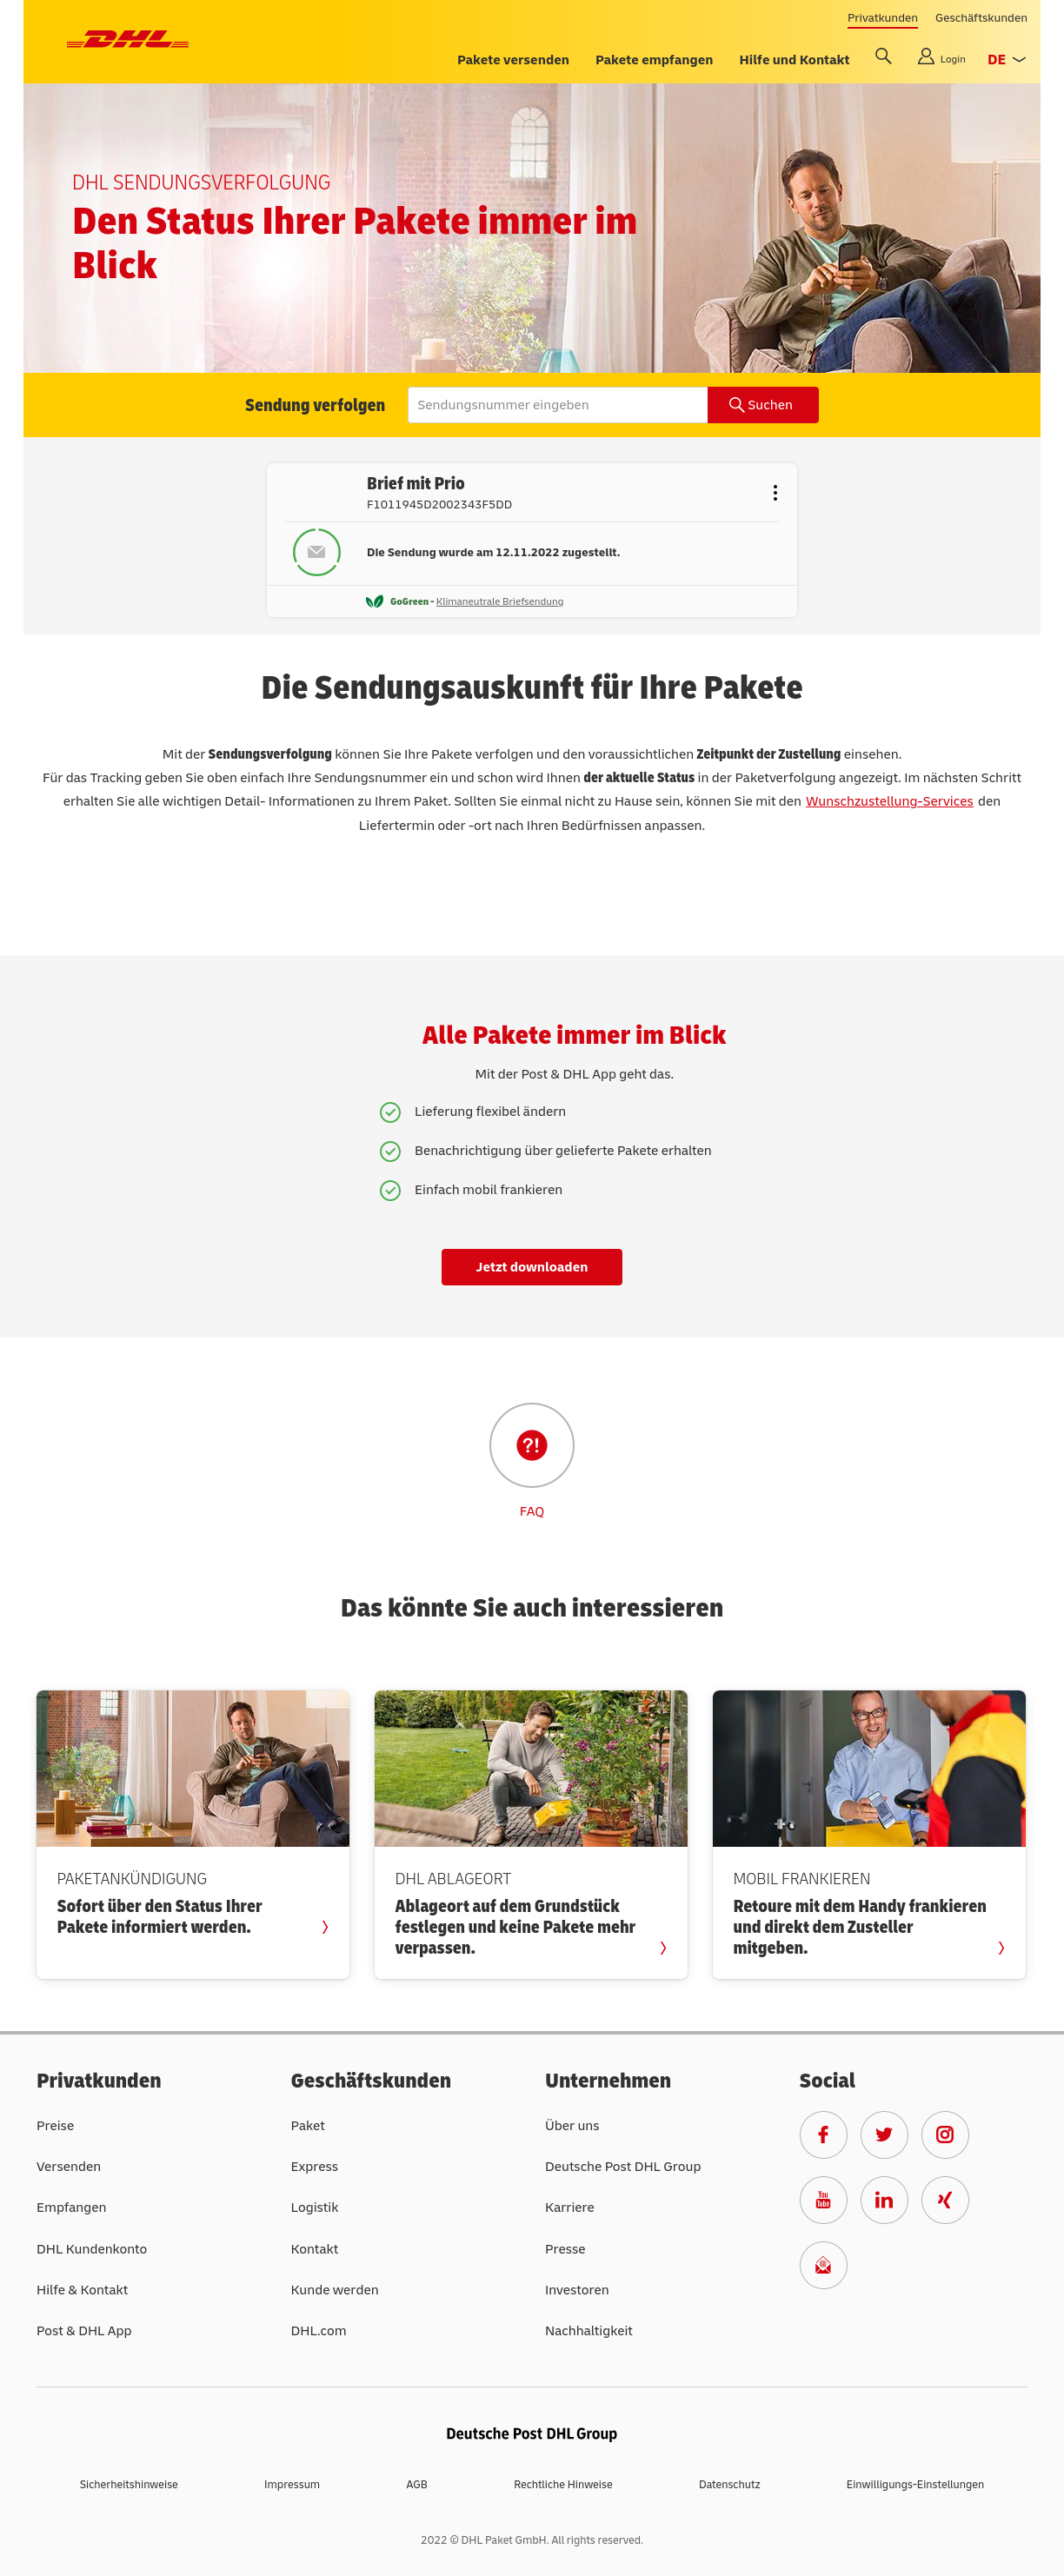 Privatkunden Geschäftskunden
DHL
Pakete versenden Pakete empfangen Hilfe und Kontakt Login DE
DHL SENDUNGSVERFOLGUNG
Den Status Ihrer Pakete immer im
Blick
Sendung verfolgen Sendungsnummer eingeben Suchen
Brief mit Prio
F1011945D2002343F5DD
Die Sendung wurde am 12.11.2022 zugestellt.
GoGreen - Klimaneutrale Briefsendung
Die Sendungsauskunft für Ihre Pakete
Mit der Sendungsverfolgung können Sie Ihre Pakete verfolgen und den voraussichtlichen Zeitpunkt der Zustellung einsehen.
Für das Tracking geben Sie oben einfach Ihre Sendungsnummer ein und schon wird Ihnen der aktuelle Status in der Paketverfolgung angezeigt. Im nächsten Schritt
erhalten Sie alle wichtigen Detail- Informationen zu Ihrem Paket. Sollten Sie einmal nicht zu Hause sein, können Sie mit den Wunschzustellung-Services den
Liefertermin oder -ort nach Ihren Bedürfnissen anpassen.
Alle Pakete immer im Blick
Mit der Post & DHL App geht das.
Lieferung flexibel ändern
Benachrichtigung über gelieferte Pakete erhalten
Einfach mobil frankieren
Jetzt downloaden
?!
FAQ
Das könnte Sie auch interessieren
PAKETANKÜNDIGUNG
Sofort über den Status Ihrer
Pakete informiert werden.
DHL ABLAGEORT
Ablageort auf dem Grundstück
festlegen und keine Pakete mehr
verpassen.
MOBIL FRANKIEREN
Retoure mit dem Handy frankieren
und direkt dem Zusteller
mitgeben.
Privatkunden
Preise
Versenden
Empfangen
DHL Kundenkonto
Hilfe & Kontakt
Post & DHL App
Geschäftskunden
Paket
Express
Logistik
Kontakt
Kunde werden
DHL.com
Unternehmen
Über uns
Deutsche Post DHL Group
Karriere
Presse
Investoren
Nachhaltigkeit
Social
You
Tube
in
Deutsche Post DHL Group
Sicherheitshinweise Impressum AGB Rechtliche Hinweise Datenschutz Einwilligungs-Einstellungen
2022 © DHL Paket GmbH. All rights reserved.